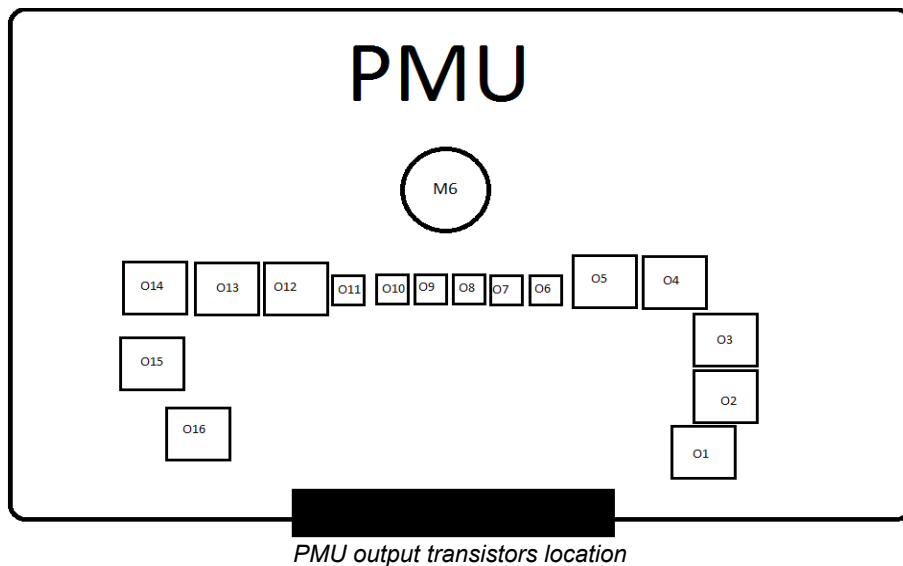 PMU
M6
O14 O13 O12 O11 O10 O9 O8 O7 O6 O5 O4
O3
O15
O2
O16
O1
PMU output transistors location